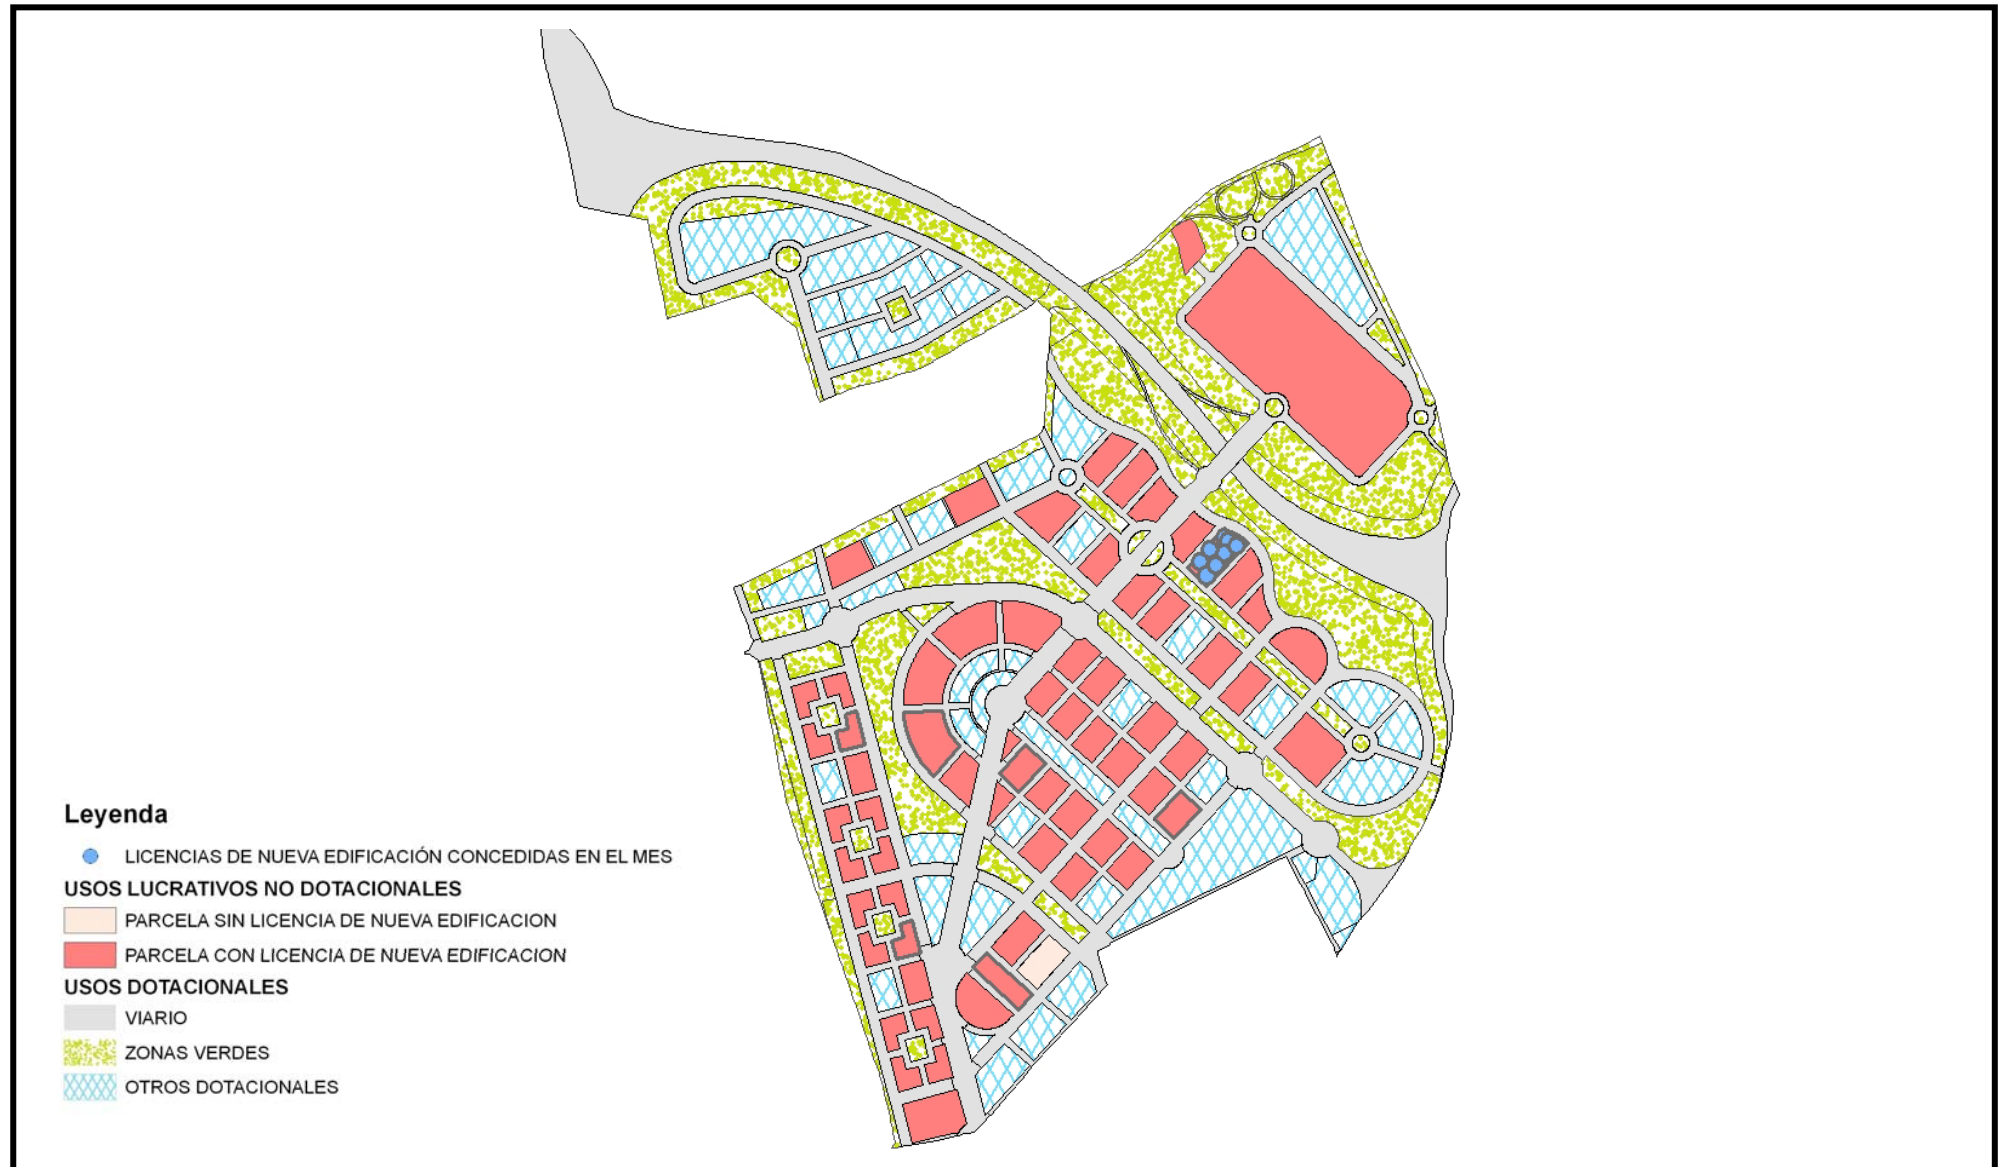 Leyenda
LICENCIAS DE NUEVA EDIFICACIÓN CONCEDIDAS EN EL MES
USOS LUCRATIVOS NO DOTACIONALES
PARCELA SIN LICENCIA DE NUEVA EDIFICACION
PARCELA CON LICENCIA DE NUEVA EDIFICACION
USOS DOTACIONALES
VIARIO
ZONAS VERDES
OTROS DOTACIONALES